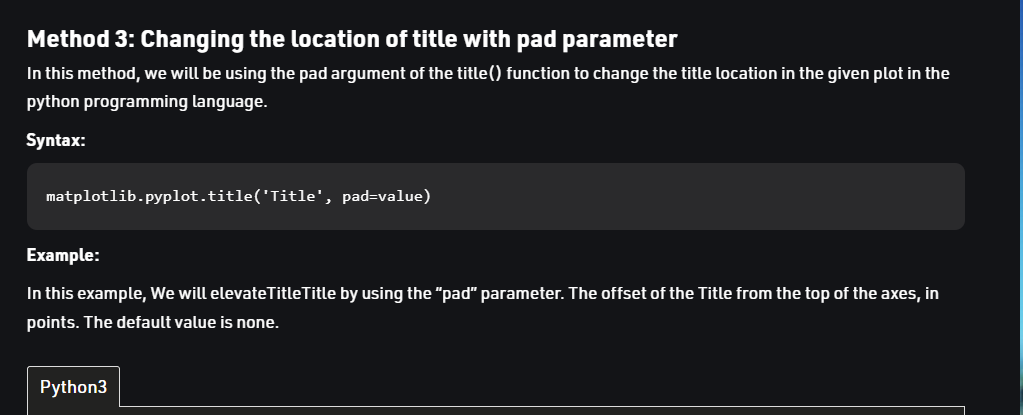 Method 3: Changing the location of title with pad parameter
In this method, we will be using the pad argument of the title() function to change the title location in the given plot in the
python programming language.
Syntax:
matplotlib.pyplot.title('Title', pad=value)
Example:
In this example, We will elevateTitleTitle by using the “pad” parameter. The offset of the Title from the top of the axes, in
points. The default value is none.
Python3